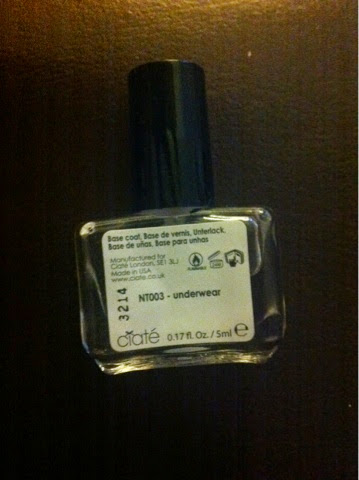 Base coat, Base de vernis, Unterlack,
Base de uñas, Base para unhas
Manufactured for
Ciaté London, SE1 3LJ
Made in USA
www.ciate.co.uk
NT003 - underwear
3214
ciaté 0.17 fl. Oz. / 5ml e